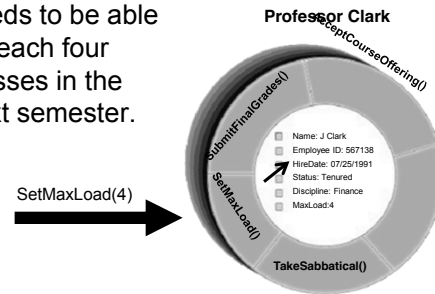 eds to be able
each four
sses in the
xt semester.
SetMaxLoad(4)
Professor Clark
AcceptCourseOffering()
SubmitFinalGrades()
Name: J Clark
Employee ID: 567138
HireDate: 07/25/1991
Status: Tenured
Discipline: Finance
MaxLoad:4
SetMaxLoad()
TakeSabbatical()